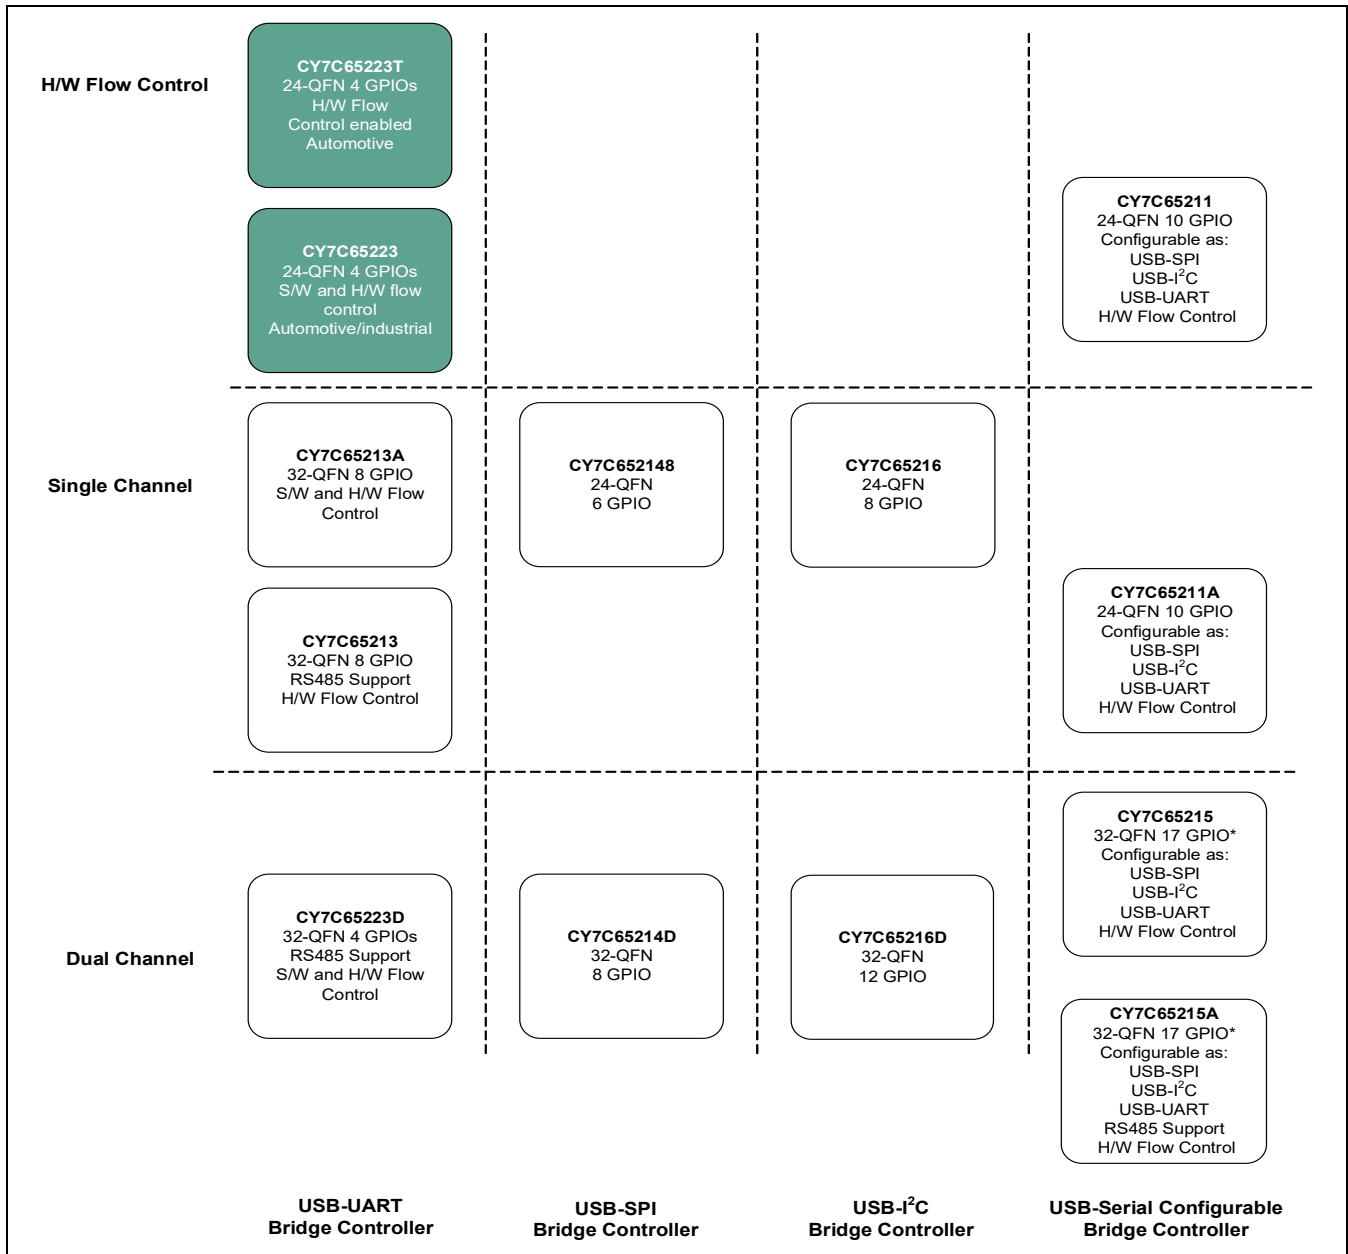 H/W Flow Control
CY7C65223T
24-QFN 4 GPIOs
H/W Flow
Control enabled
Automotive
CY7C65223
24-QFN 4 GPIOs
S/W and H/W flow
control
Automotive/industrial
CY7C65211
24-QFN 10 GPIO
Configurable as:
USB-SPI
USB-I²C
USB-UART
H/W Flow Control
Single Channel
CY7C65213A
32-QFN 8 GPIO
S/W and H/W Flow
Control
CY7C652148
24-QFN
6 GPIO
CY7C65216
24-QFN
8 GPIO
CY7C65213
32-QFN 8 GPIO
RS485 Support
H/W Flow Control
CY7C65211A
24-QFN 10 GPIO
Configurable as:
USB-SPI
USB-I²C
USB-UART
H/W Flow Control
Dual Channel
CY7C65223D
32-QFN 4 GPIOs
RS485 Support
S/W and H/W Flow
Control
CY7C65214D
32-QFN
8 GPIO
CY7C65216D
32-QFN
12 GPIO
CY7C65215
32-QFN 17 GPIO*
Configurable as:
USB-SPI
USB-I²C
USB-UART
H/W Flow Control
CY7C65215A
32-QFN 17 GPIO*
Configurable as:
USB-SPI
USB-I²C
USB-UART
RS485 Support
H/W Flow Control
USB-UART
Bridge Controller
USB-SPI
Bridge Controller
USB-I²C
Bridge Controller
USB-Serial Configurable
Bridge Controller